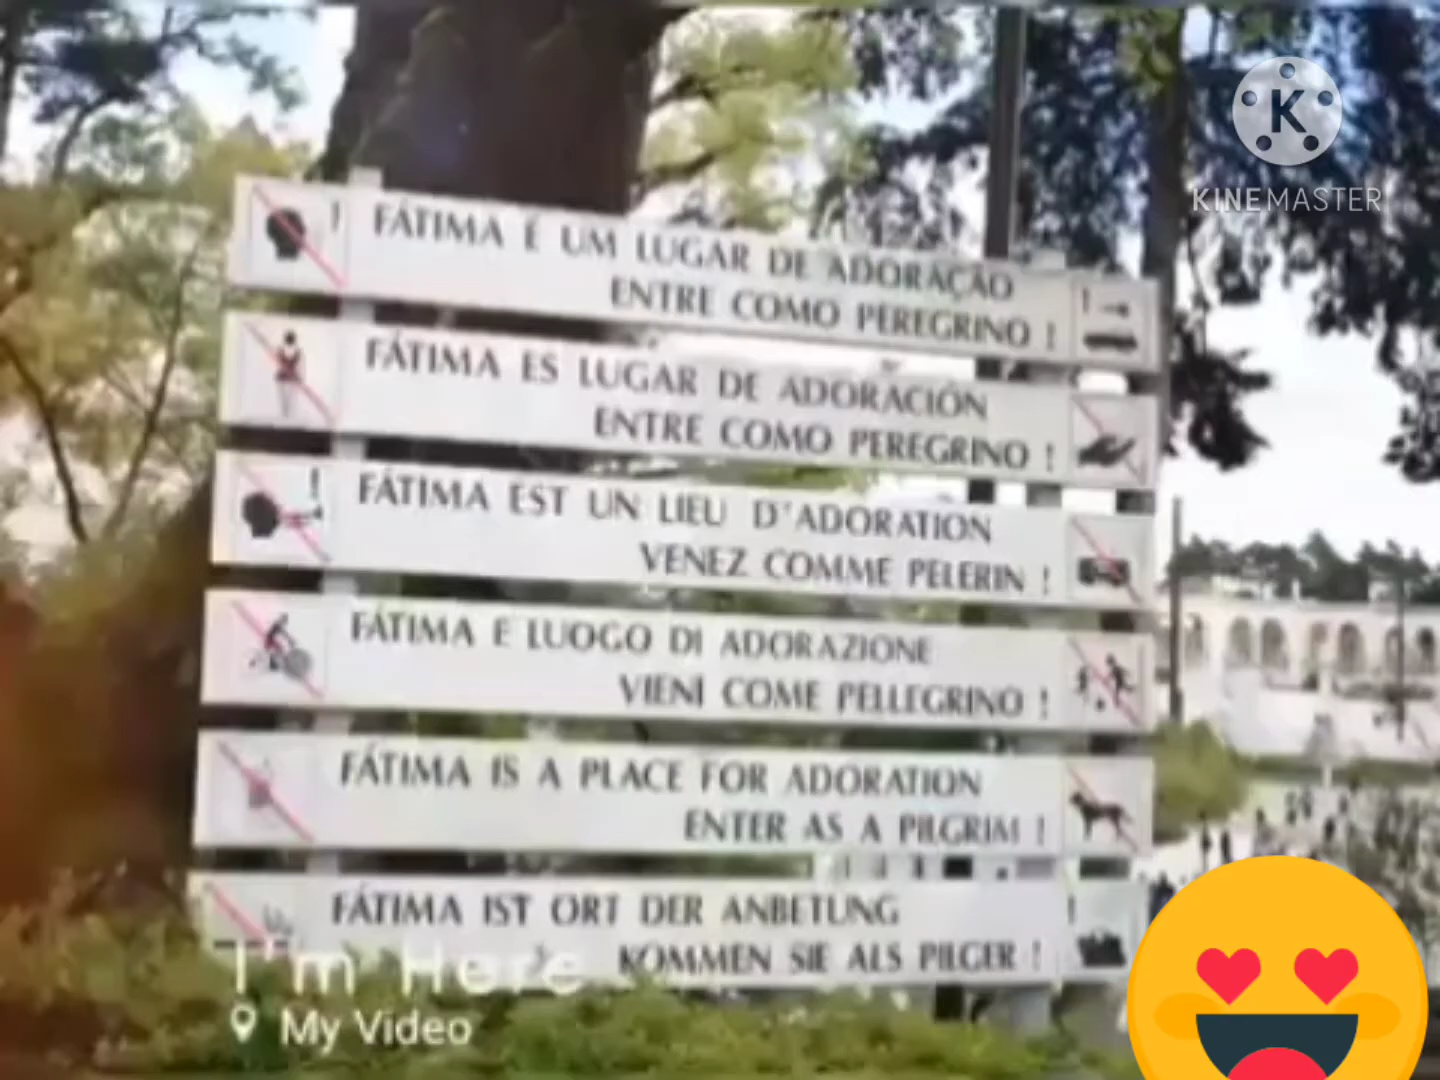 K
KINEMASTER
FÁTIMA É UM LUGAR DE ADORAÇÃO
ENTRE COMO PEREGRINO !
FÁTIMA ES LUGAR DE ADORACIÓN
ENTRE COMO PEREGRINO !
FÁTIMA EST UN LIEU D'ADORATION
VENEZ COMME PELERIN !
FÁTIMA E LUOGO DI ADORAZIONE
VIENI COME PELLEGRINO !
FÁTIMA IS A PLACE FOR ADORATION
ENTER AS A PILGRIM !
FÁTIMA IST ORT DER ANBETUNG
KOMMEN SIE ALS PILGER !
I'm Here
My Video